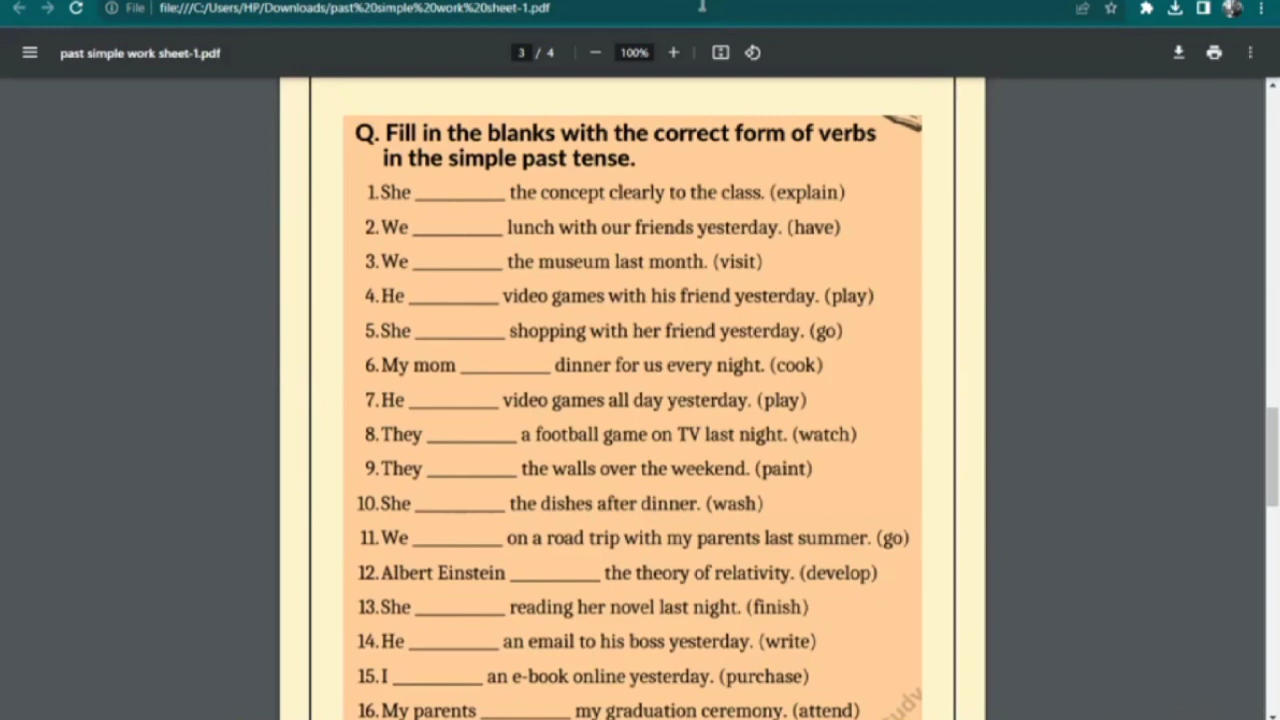 File file:///C:/Users/HP/Downloads/past%20simple%20work%20sheet-1.pdf
past simple work sheet-1.pdf 3 / 4 100%
Q. Fill in the blanks with the correct form of verbs
in the simple past tense.
1.She _________ the concept clearly to the class. (explain)
2.We _________ lunch with our friends yesterday. (have)
3.We _________ the museum last month. (visit)
4.He _________ video games with his friend yesterday. (play)
5.She _________ shopping with her friend yesterday. (go)
6.My mom _________ dinner for us every night. (cook)
7.He _________ video games all day yesterday. (play)
8.They _________ a football game on TV last night. (watch)
9.They _________ the walls over the weekend. (paint)
10.She _________ the dishes after dinner. (wash)
11.We _________ on a road trip with my parents last summer. (go)
12.Albert Einstein _________ the theory of relativity. (develop)
13.She _________ reading her novel last night. (finish)
14.He _________ an email to his boss yesterday. (write)
15.I _________ an e-book online yesterday. (purchase)
16.My parents _________ my graduation ceremony. (attend)